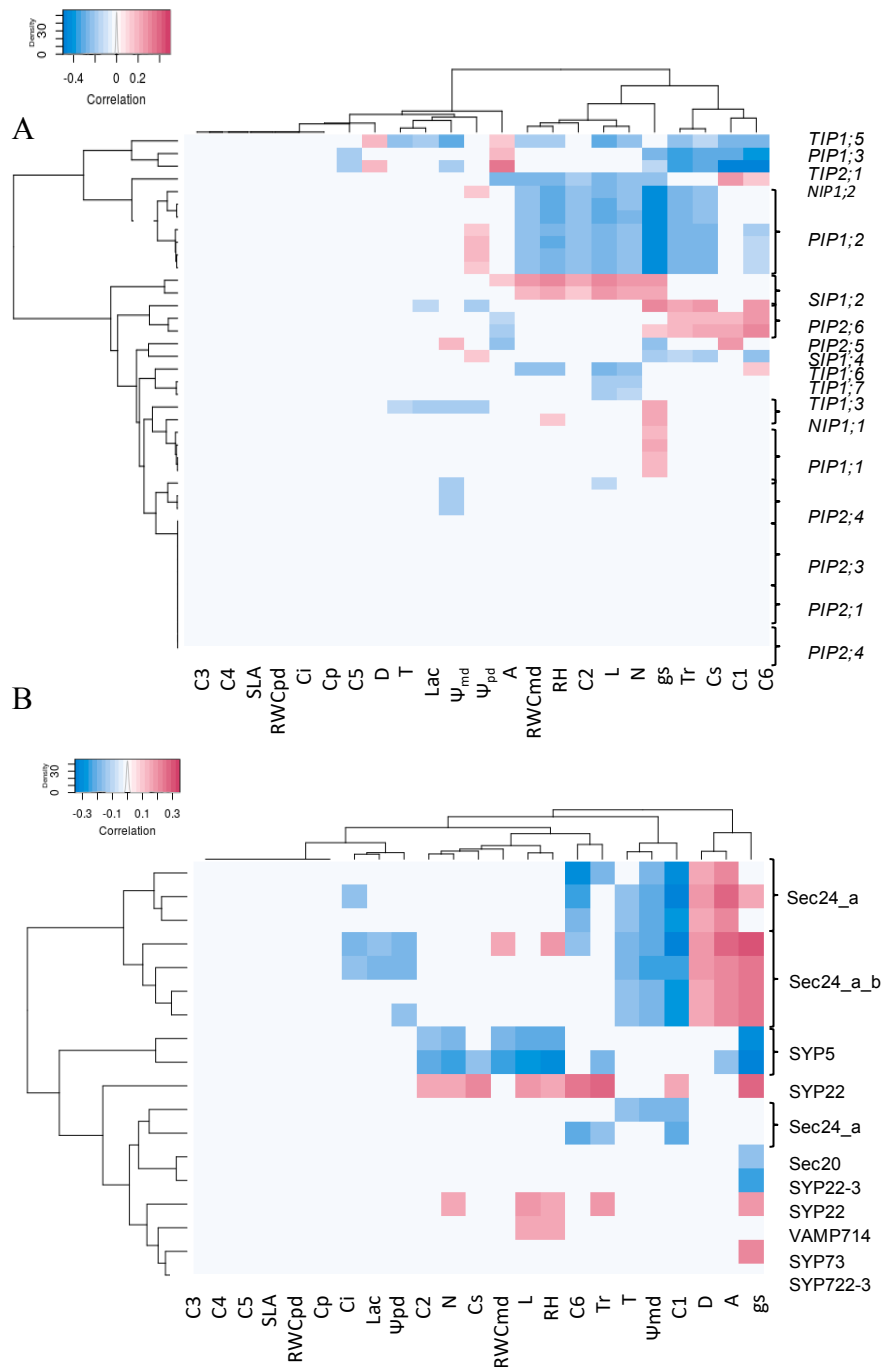 Density
0 30
-0.4 0 0.2
Correlation
A
TIP1;5
PIP1;3
TIP2;1
NIP1;2
PIP1;2
SIP1;2
PIP2;6
PIP2;5
SIP1;4
TIP1;6
TIP1;7
TIP1;3
NIP1;1
PIP1;1
PIP2;4
PIP2;3
PIP2;1
PIP2;4
C3 C4 SLA RWCpd Ci Cp C5 D T Lac Ψmd Ψpd A RWCmd RH C2 L N gs Tr Cs C1 C6
B
Density
0 30
-0.3 -0.1 0.1 0.3
Correlation
Sec24_a
Sec24_a_b
SYP5
SYP22
Sec24_a
Sec20
SYP22-3
SYP22
VAMP714
SYP73
SYP722-3
C3 C4 C5 SLA RWCpd Cp Ci Lac Ψpd C2 N Cs RWCmd L RH C6 Tr T Ψmd C1 D A gs